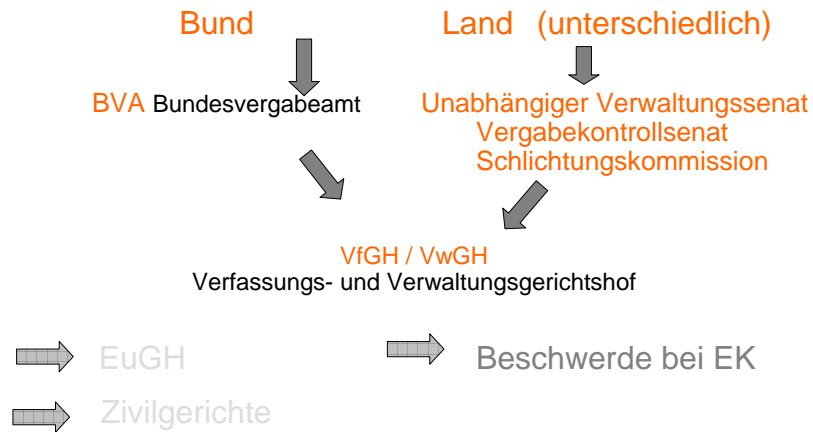 Bund
Land (unterschiedlich)
BVA Bundesvergabeamt
Unabhängiger Verwaltungssenat
Vergabekontrollsenat
Schlichtungskommission
VfGH / VwGH
Verfassungs- und Verwaltungsgerichtshof
EuGH
Beschwerde bei EK
Zivilgerichte